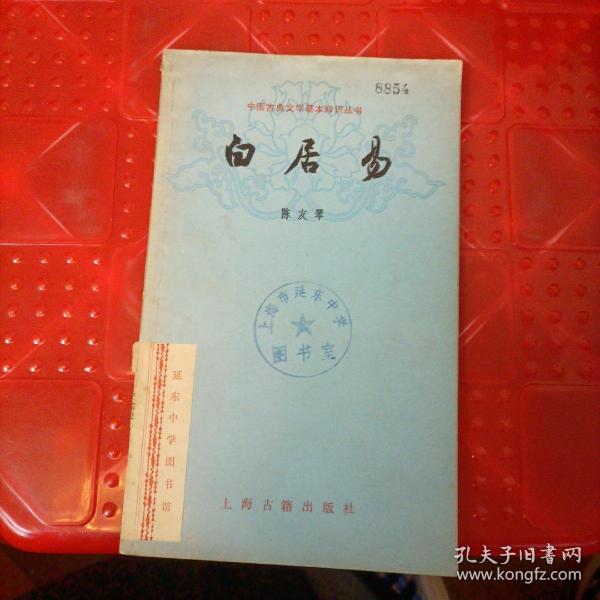 8854
中国古典文学基本知识丛书
白居易
陈友琴
上海市延东中学
图书室
延东中学图书馆
上海古籍出版社
孔夫子旧书网
www.kongfz.com